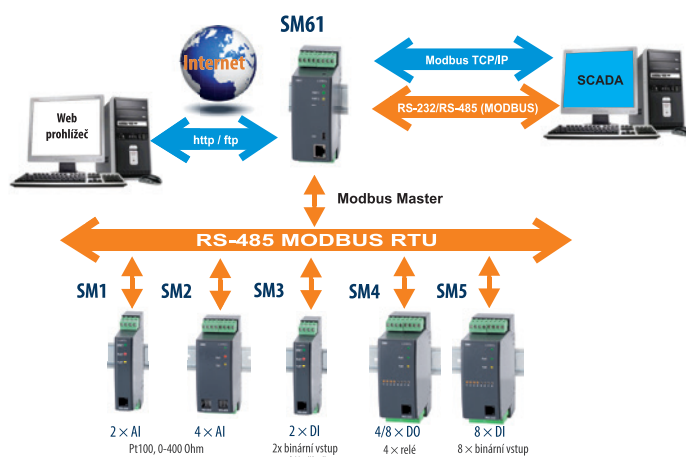 SM61
Internet
Modbus TCP/IP
SCADA
RS-232/RS-485 (MODBUS)
Web
prohlížeč
http / ftp
Modbus Master
RS-485 MODBUS RTU
SM1
SM2
SM3
SM4
SM5
2 × AI
4 × AI
2 × DI
4/8 × DO
8 × DI
Pt100, 0-400 Ohm
2x binární vstup
4 × relé
8 × binární vstup